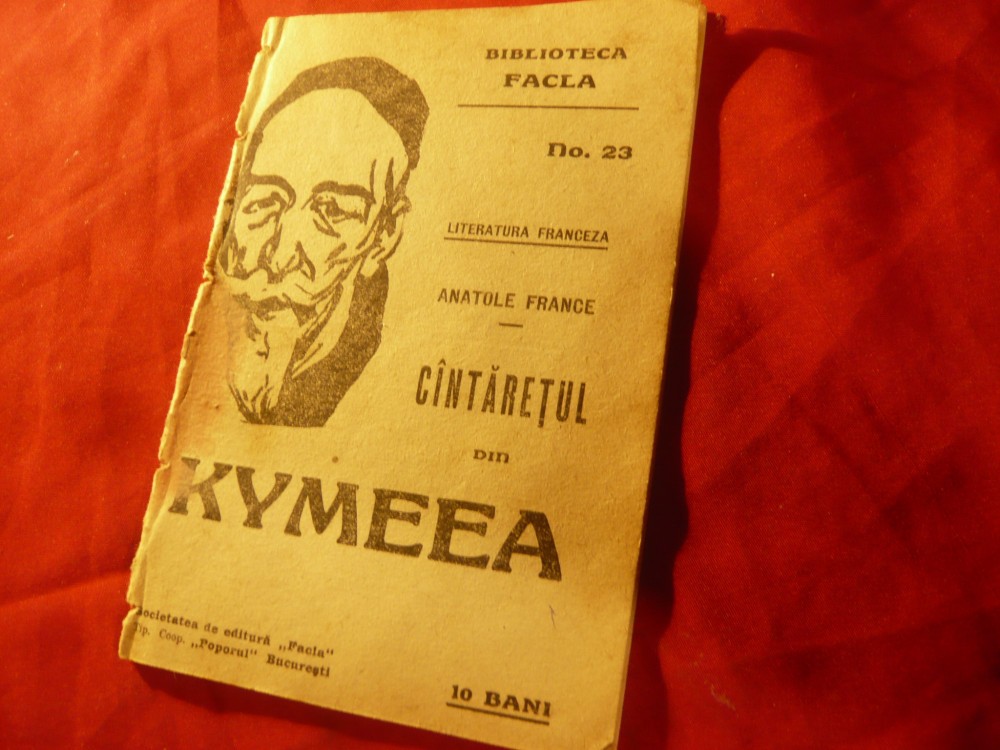 BIBLIOTECA
FACLA
No. 23
LITERATURA FRANCEZA
ANATOLE FRANCE
CÎNTĂREȚUL
DIN
KYMEEA
Societatea de editură „Facla“
Tip. Coop. „Poporul“ București
10 BANI